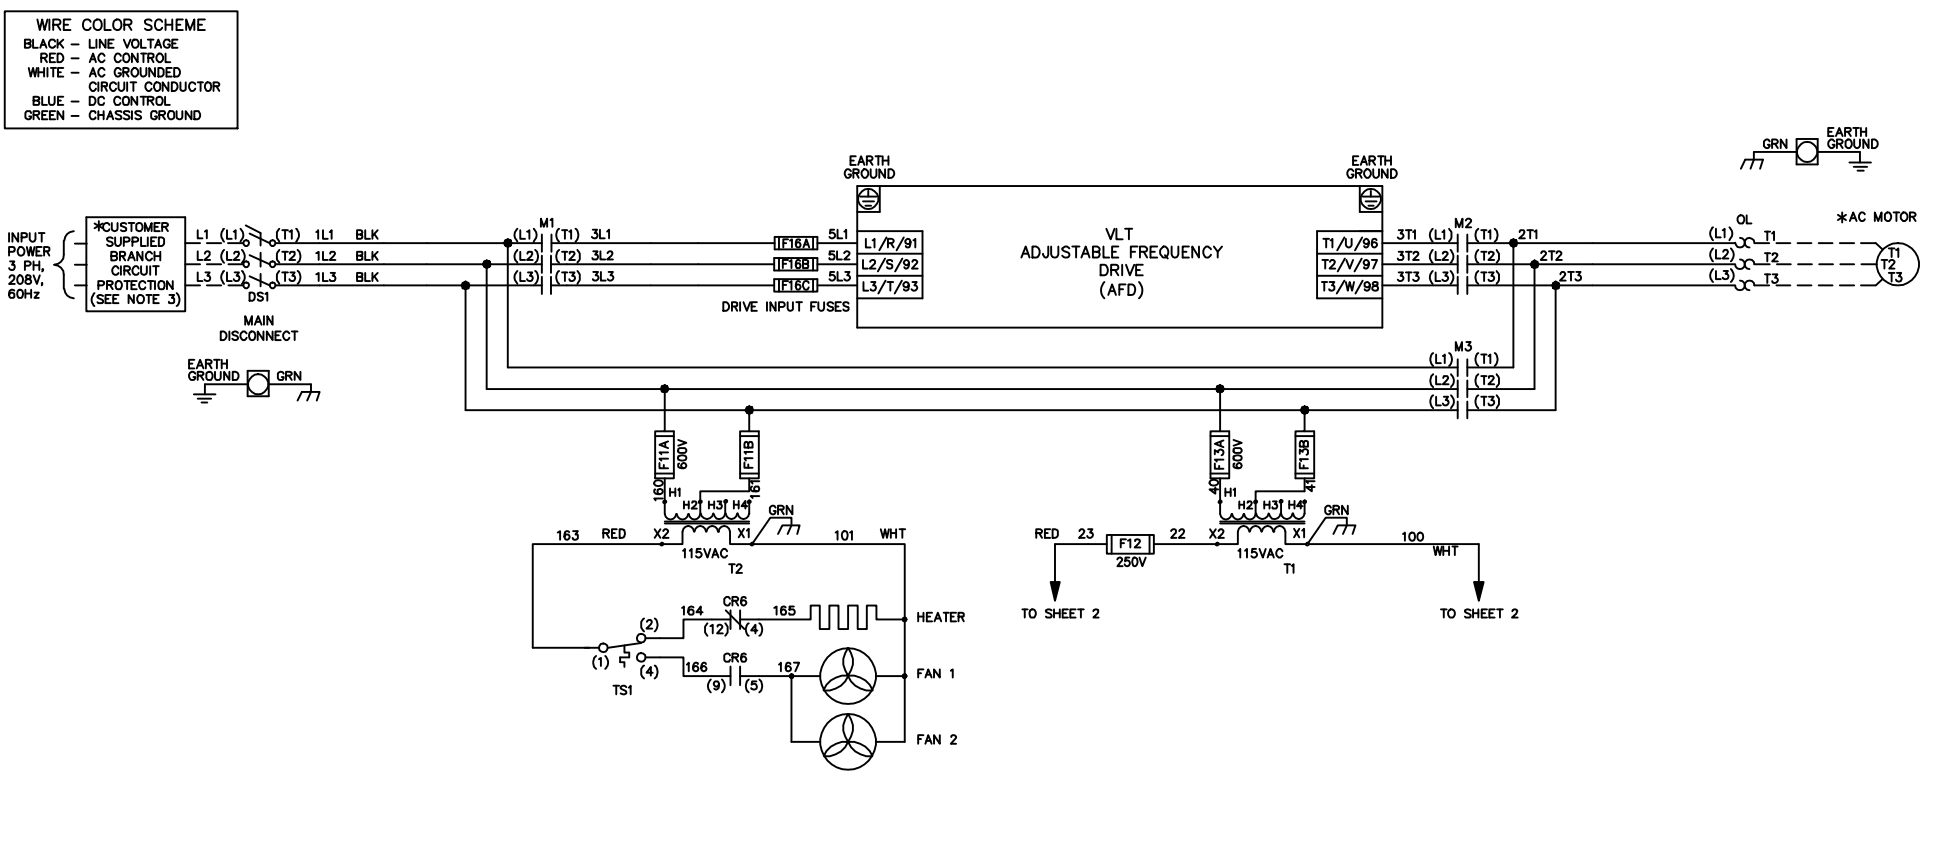 WIRE COLOR SCHEME
BLACK – LINE VOLTAGE
RED – AC CONTROL
WHITE – AC GROUNDED
CIRCUIT CONDUCTOR
BLUE – DC CONTROL
GREEN – CHASSIS GROUND
INPUT
POWER
3 PH,
208V,
60Hz
*CUSTOMER
SUPPLIED
BRANCH
CIRCUIT
PROTECTION
(SEE NOTE 3)
L1 (L1) (T1) 1L1 BLK
L2 (L2) (T2) 1L2 BLK
L3 (L3) (T3) 1L3 BLK
DS1
MAIN
DISCONNECT
EARTH
GROUND GRN
M1
(L1) (T1) 3L1
(L2) (T2) 3L2
(L3) (T3) 3L3
F16A 5L1
F16B 5L2
F16C 5L3
DRIVE INPUT FUSES
EARTH
GROUND
L1/R/91
L2/S/92
L3/T/93
VLT
ADJUSTABLE FREQUENCY
DRIVE
(AFD)
EARTH
GROUND
T1/U/96
T2/V/97
T3/W/98
M2
3T1 (L1) (T1) 2T1
3T2 (L2) (T2) 2T2
3T3 (L3) (T3) 2T3
GRN
EARTH
GROUND
OL
(L1) T1
(L2) T2
(L3) T3
*AC MOTOR
T1
T2
T3
M3
(L1) (T1)
(L2) (T2)
(L3) (T3)
F11A
600V
F11B
160
161
H1
H2 H3 H4
GRN
163 RED X2 X1 101 WHT
115VAC
T2
F13A
600V
F13B
40
41
H1
H2 H3 H4
GRN
RED 23 F12 22 X2 X1 100
WHT
250V
115VAC
T1
TO SHEET 2
TO SHEET 2
CR6
164 165
HEATER
(12) (4)
(2)
(1)
(4)
TS1
CR6
166 167
FAN 1
(9) (5)
FAN 2